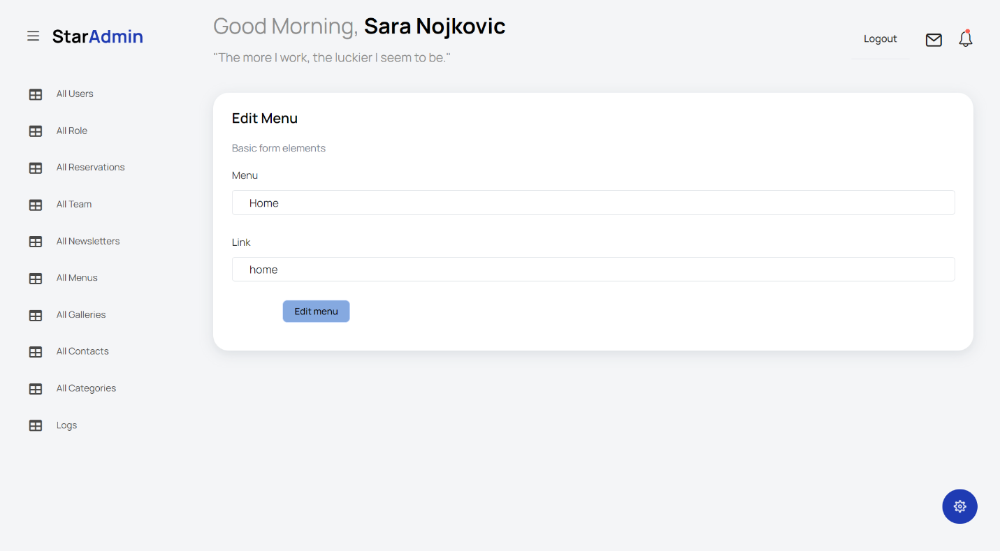 StarAdmin
Good Morning, Sara Nojkovic
"The more I work, the luckier I seem to be."
Logout
All Users
All Role
All Reservations
All Team
All Newsletters
All Menus
All Galleries
All Contacts
All Categories
Logs
Edit Menu
Basic form elements
Menu
Home
Link
home
Edit menu